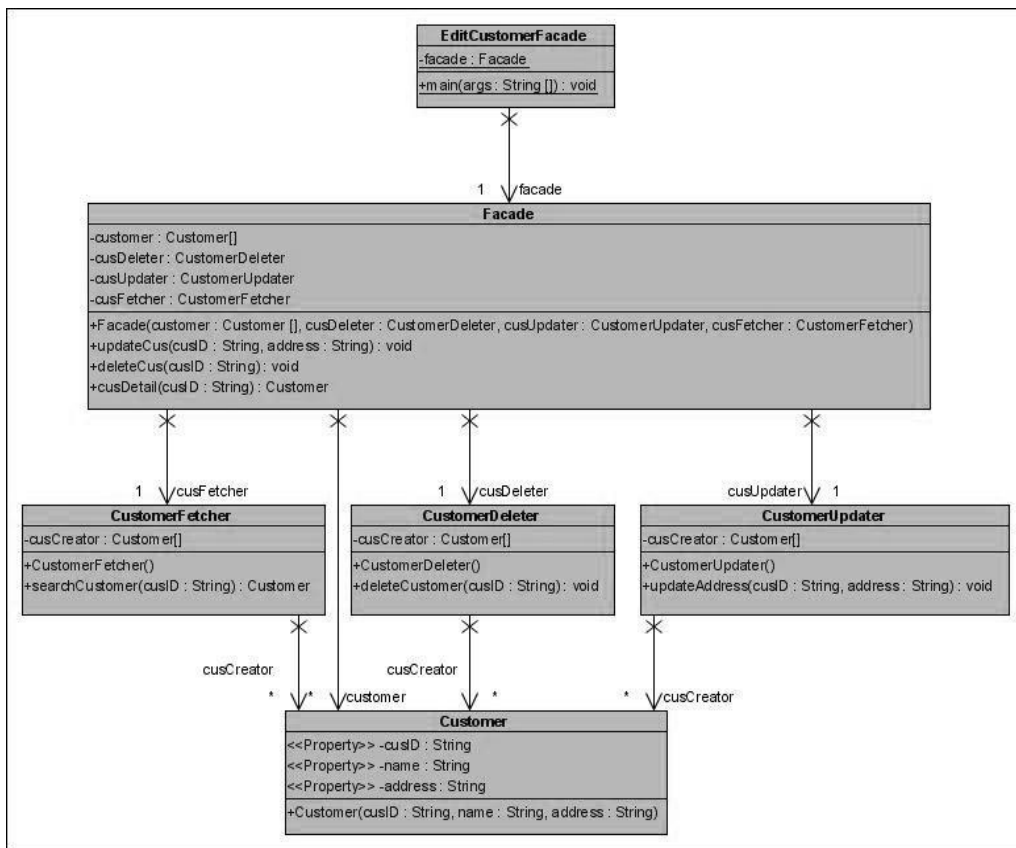 EditCustomerFacade
-facade : Facade
+main(args : String []) : void
1 facade
Facade
-customer : Customer[]
-cusDeleter : CustomerDeleter
-cusUpdater : CustomerUpdater
-cusFetcher : CustomerFetcher
+Facade(customer : Customer [], cusDeleter : CustomerDeleter, cusUpdater : CustomerUpdater, cusFetcher : CustomerFetcher)
+updateCus(cusID : String, address : String) : void
+deleteCus(cusID : String) : void
+cusDetail(cusID : String) : Customer
1 cusFetcher
1 cusDeleter
cusUpdater 1
CustomerFetcher
-cusCreator : Customer[]
+CustomerFetcher()
+searchCustomer(cusID : String) : Customer
CustomerDeleter
-cusCreator : Customer[]
+CustomerDeleter()
+deleteCustomer(cusID : String) : void
CustomerUpdater
-cusCreator : Customer[]
+CustomerUpdater()
+updateAddress(cusID : String, address : String) : void
cusCreator
* * customer
cusCreator
*
* cusCreator
Customer
<<Property>> -cusID : String
<<Property>> -name : String
<<Property>> -address : String
+Customer(cusID : String, name : String, address : String)